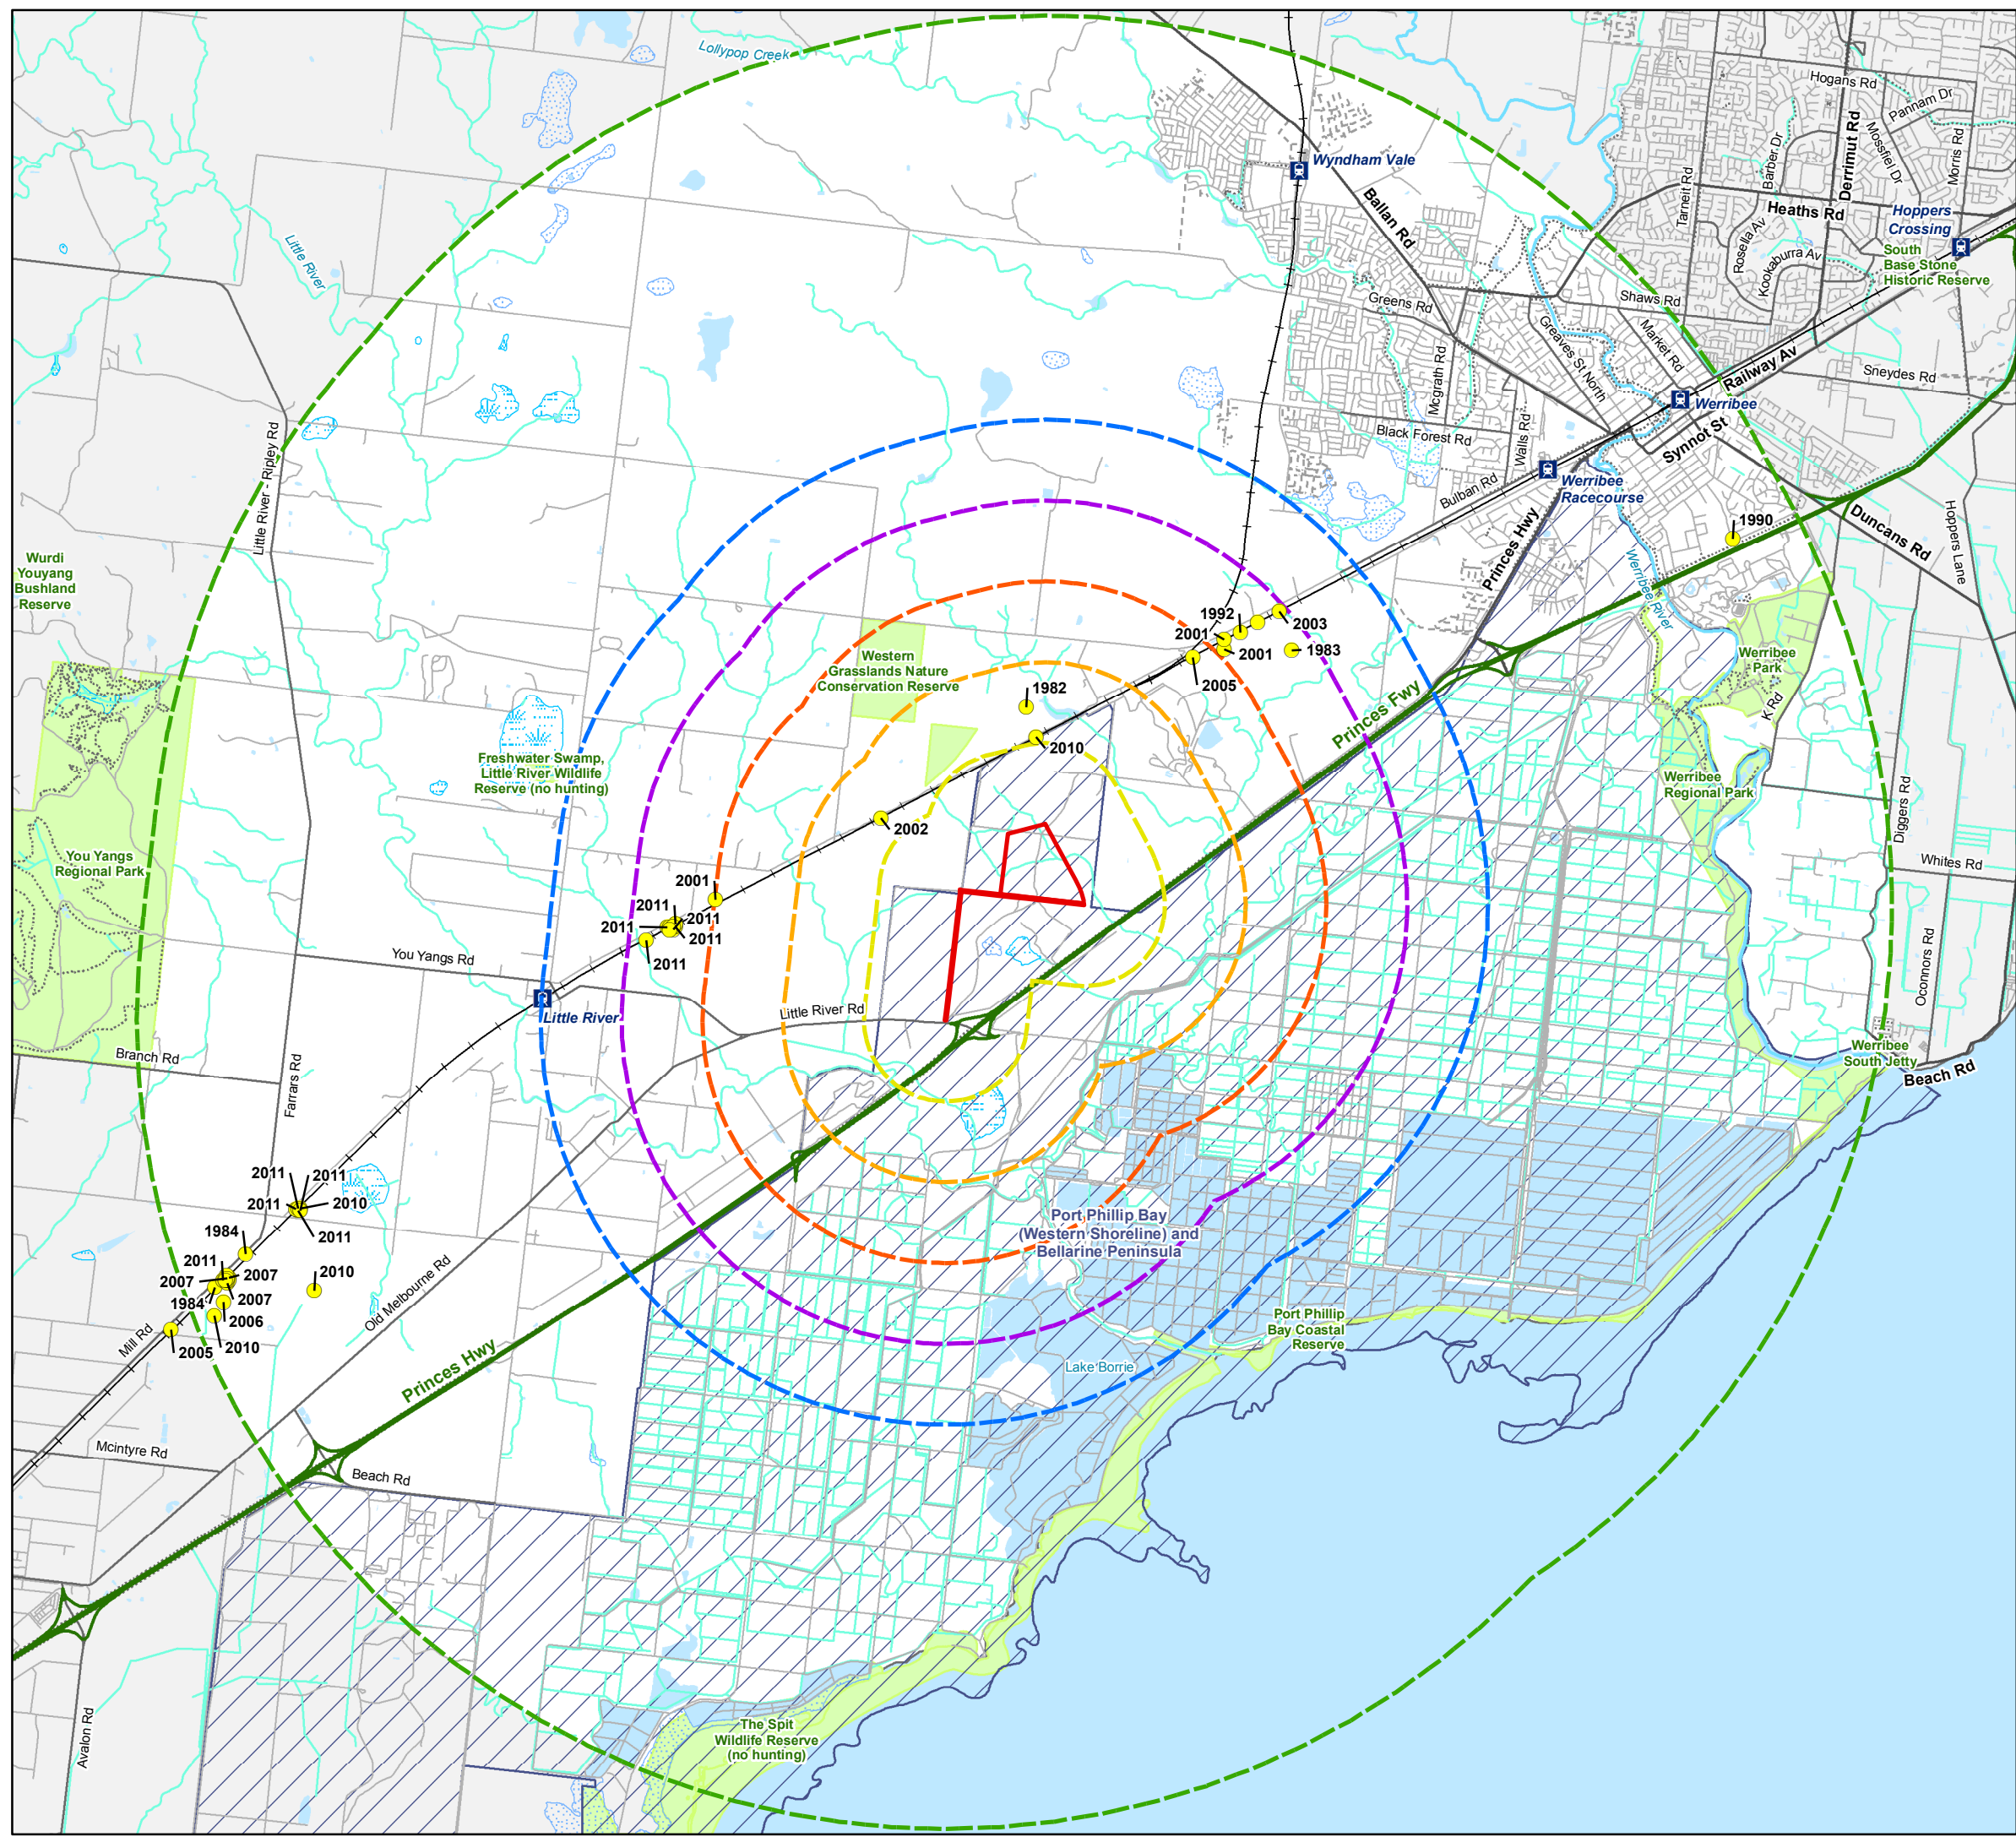 Lollypop Creek
Hogans Rd
Pannam Dr
Derrimut Rd
Mossfiel Dr
Morris Rd
Barber Dr
Tarneit Rd
Wyndham Vale
Ballan Rd
Heaths Rd
Hoppers
Crossing
Rosella Av
Kookaburra Av
South
Base Stone
Historic Reserve
Little River
Greens Rd
Shaws Rd
Market Rd
Greaves St North
Railway Av
Sneydes Rd
Mcgrath Rd
Werribee
Black Forest Rd
Walls Rd
Synnot St
Little River - Ripley Rd
Bulban Rd
Werribee
Racecourse
Princes Hwy
1990
Duncans Rd
Hoppers Lane
Wurdi
Youyang
Bushland
Reserve
Werribee River
1992
2003
2001
2001
1983
2005
Western
Grasslands Nature
Conservation Reserve
1982
Werribee
Park
K Rd
Princes Fwy
2010
Freshwater Swamp,
Little River Wildlife
Reserve (no hunting)
Werribee
Regional Park
2002
Diggers Rd
You Yangs
Regional Park
Whites Rd
2001
2011
2011
2011
2011
2011
You Yangs Rd
Oconnors Rd
Little River
Little River Rd
Branch Rd
Werribee
South Jetty
Beach Rd
Farrars Rd
2011
2011
2011
2010
2011
1984
2011
2007
2007
2010
1984
2007
2006
2010
2005
Mill Rd
Old Melbourne Rd
Port Phillip Bay
(Western Shoreline) and
Bellarine Peninsula
Port Phillip
Bay Coastal
Reserve
Lake Borrie
Princes Hwy
Mcintyre Rd
Beach Rd
Avalon Rd
The Spit
Wildlife Reserve
(no hunting)